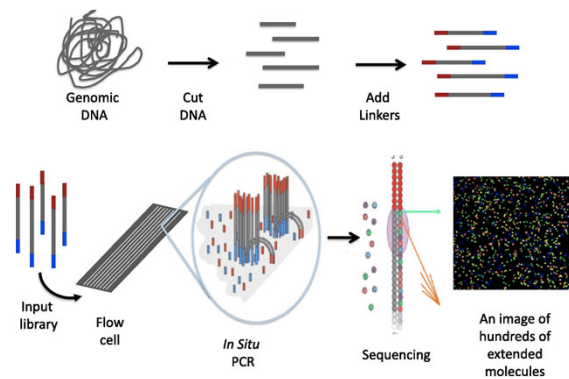 Genomic
DNA
Cut
DNA
Add
Linkers
Input
library
Flow
cell
In Situ
PCR
Sequencing
An image of
hundreds of
extended
molecules